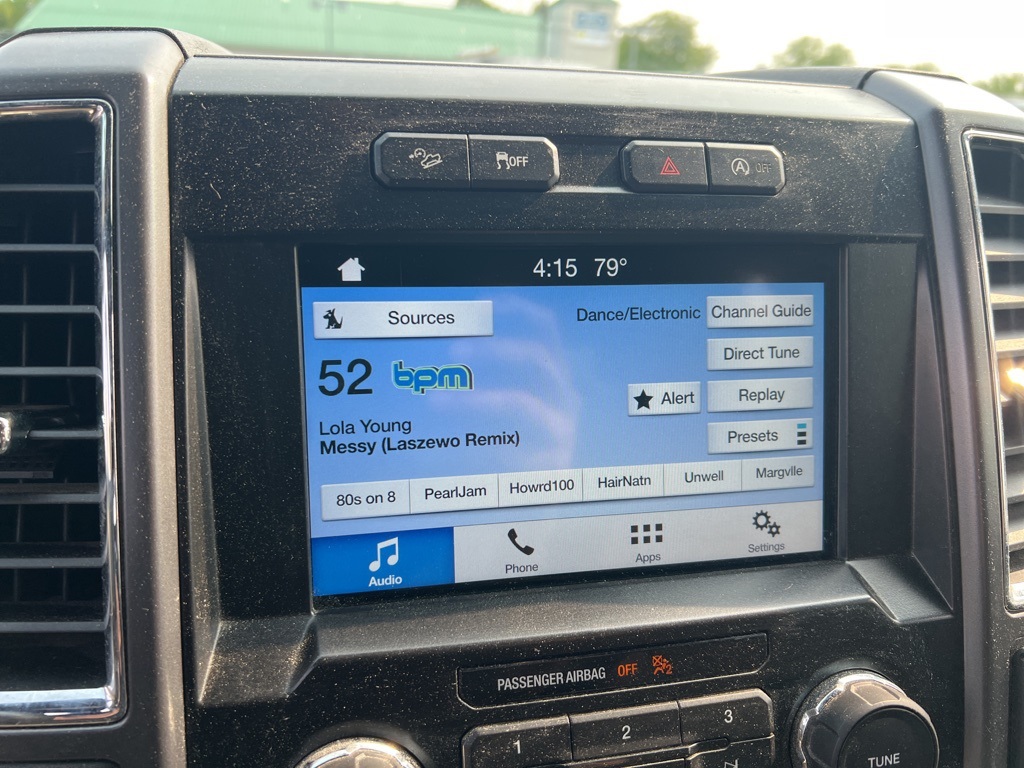 OFF
A OFF
4:15 79°
Sources
Dance/Electronic
Channel Guide
Direct Tune
52 bpm
Alert
Replay
Lola Young
Presets
Messy (Laszewo Remix)
80s on 8
PearlJam
Howrd100
HairNatn
Unwell
Margvlle
Audio
Phone
Apps
Settings
PASSENGER AIRBAG OFF
1
2
3
TUNE